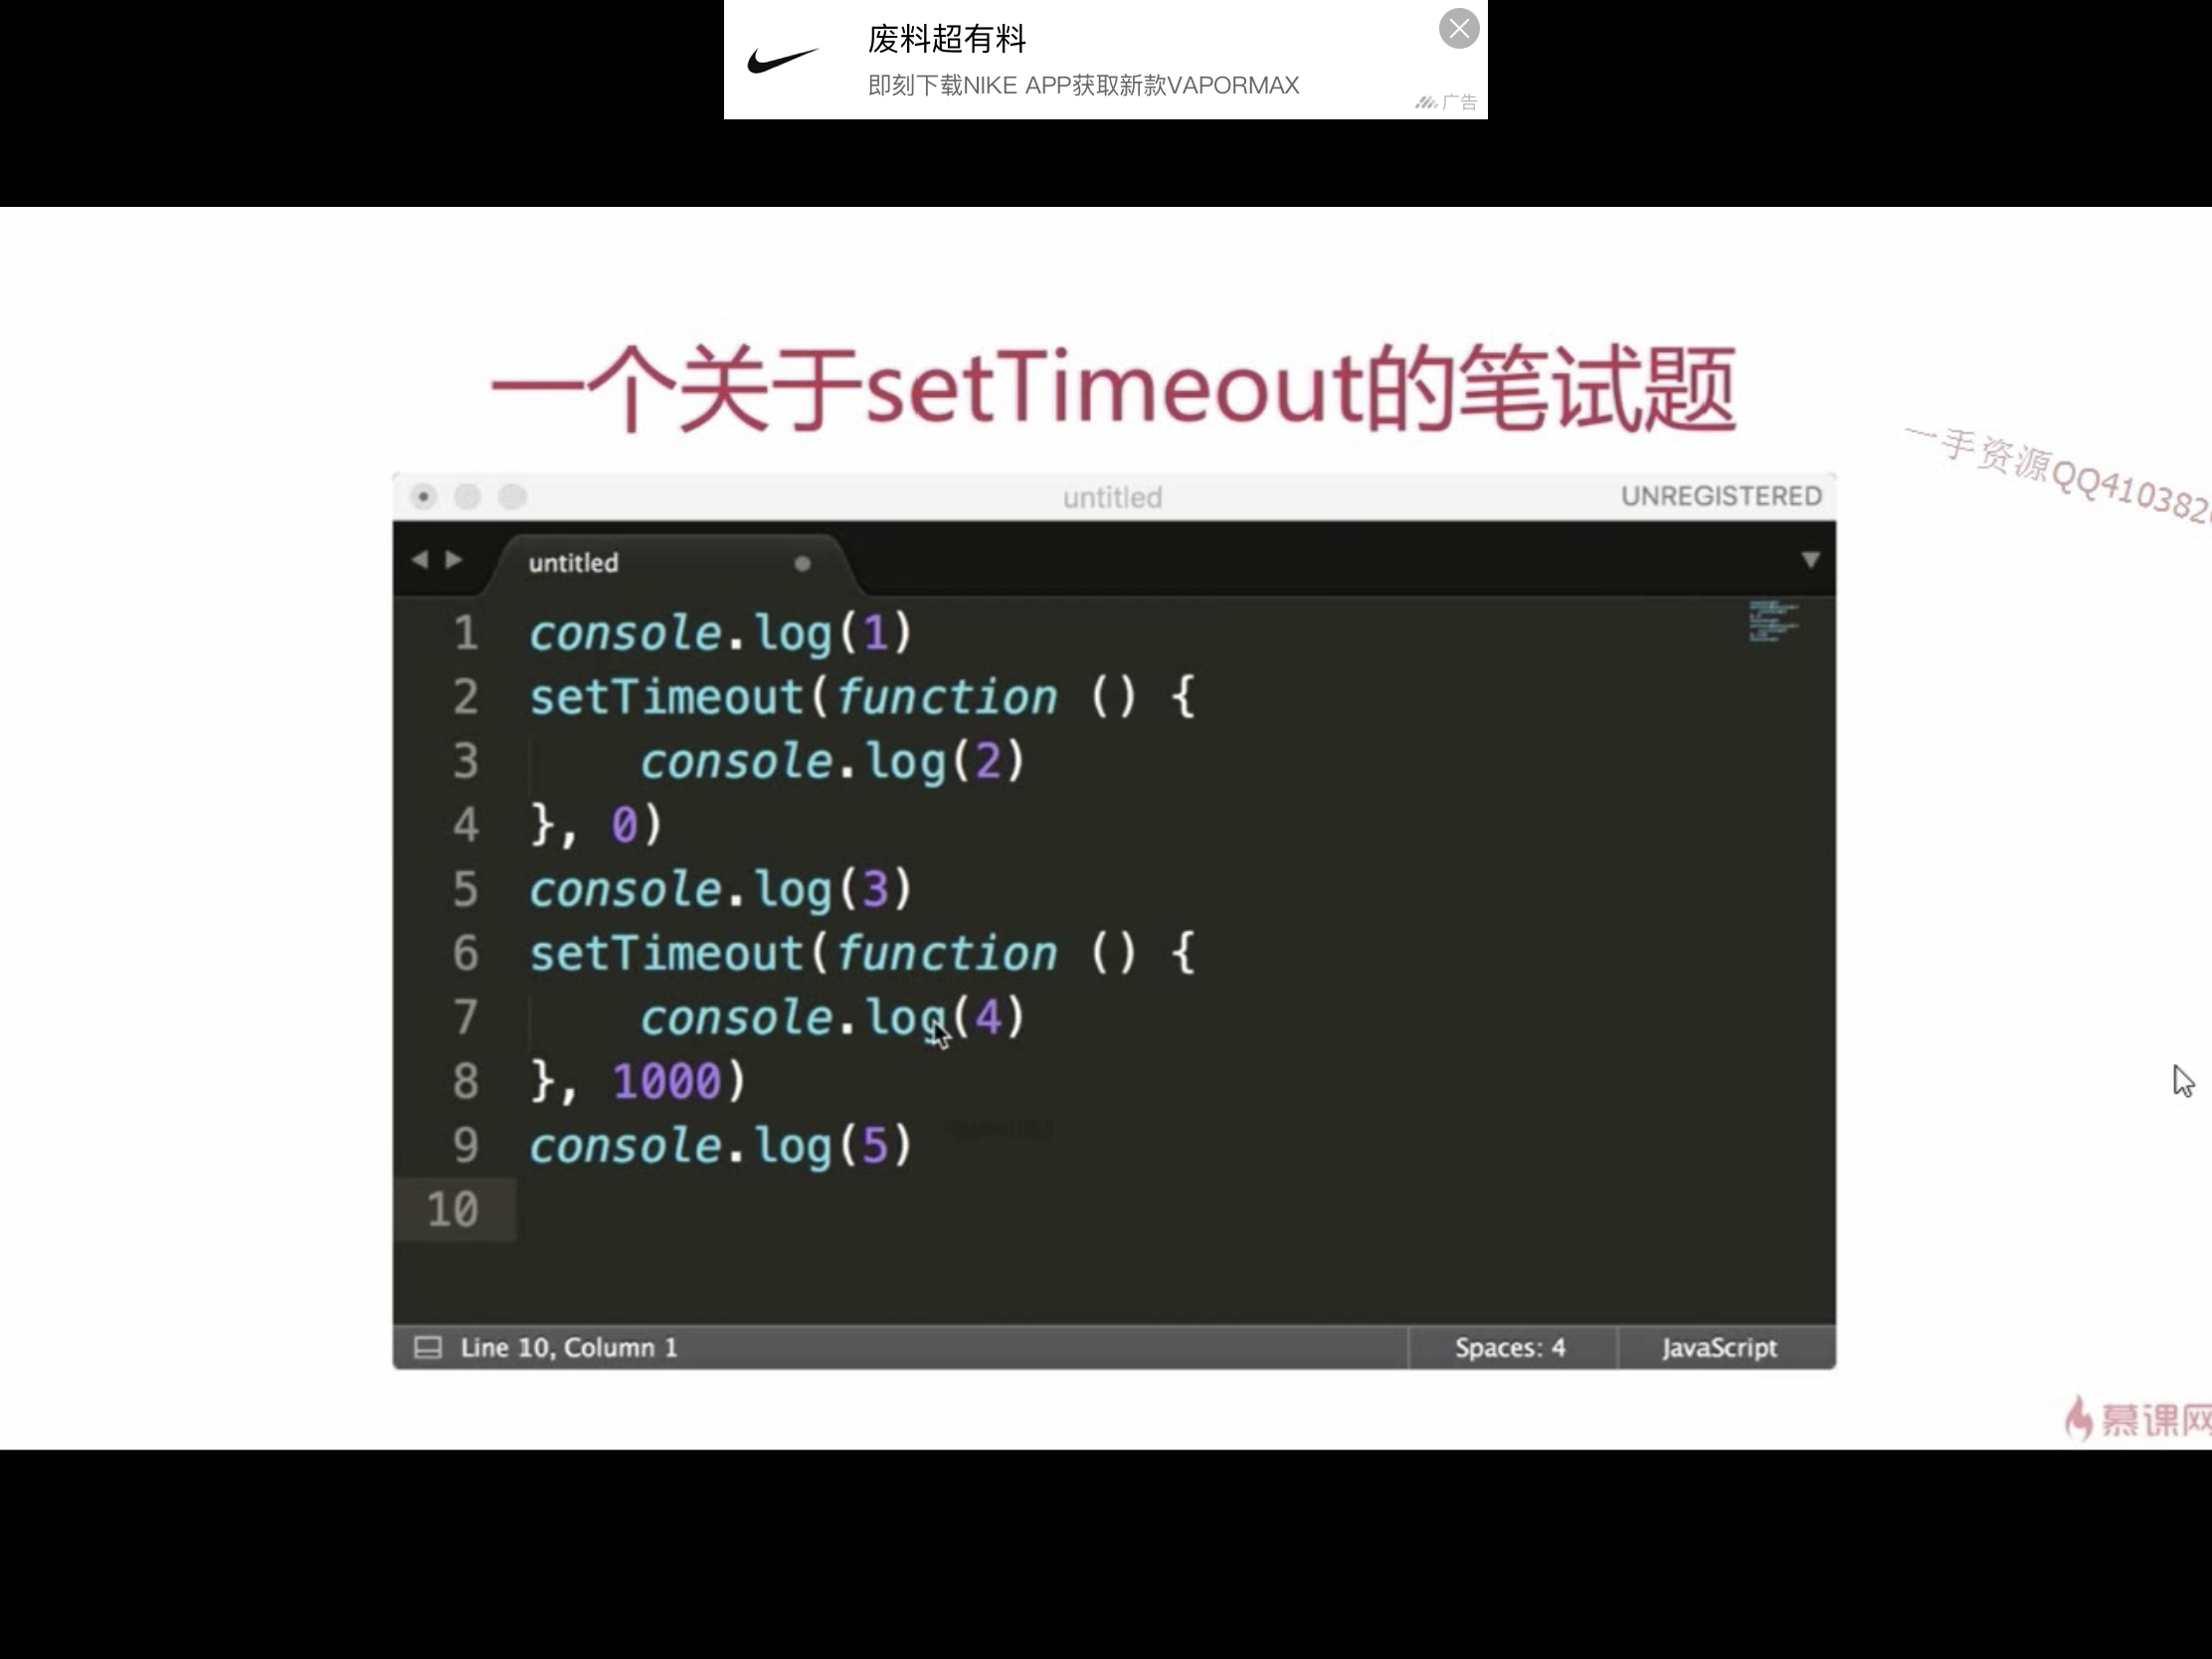 废料超有料
即刻下载NIKE APP获取新款VAPORMAX
广告
一个关于setTimeout的笔试题
一手资源QQ410382
untitled
UNREGISTERED
untitled
1 console.log(1)
2 setTimeout(function () {
3     console.log(2)
4 }, 0)
5 console.log(3)
6 setTimeout(function () {
7     console.log(4)
8 }, 1000)
9 console.log(5)
10
Line 10, Column 1
Spaces: 4
JavaScript
慕课网